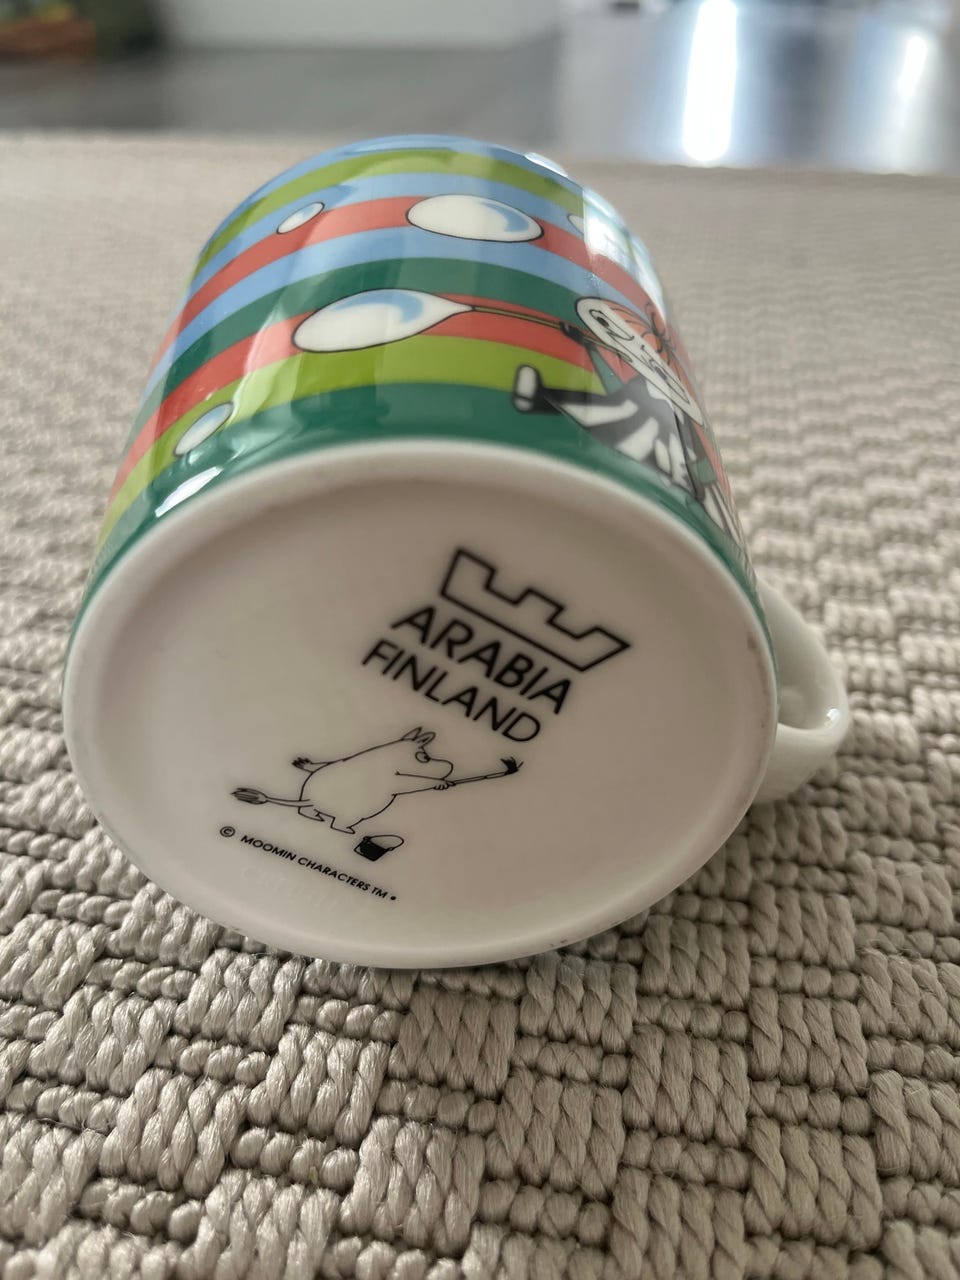 ARABIA
FINLAND
© MOOMIN CHARACTERS TM •